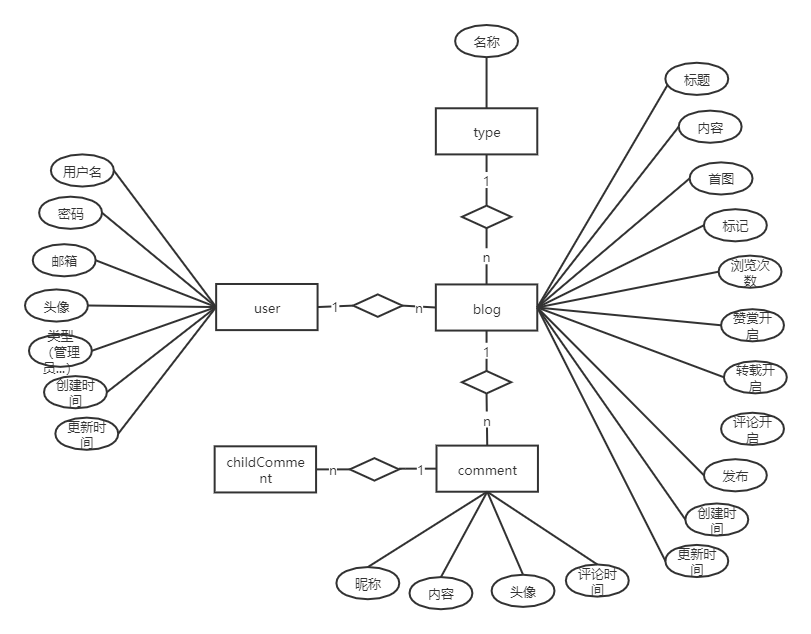 名称
type
1
n
标题
内容
首图
标记
浏览次
数
赞赏开
启
转载开
启
评论开
启
发布
创建时
间
更新时
间
用户名
密码
邮箱
头像
类型
（管理
员...）
创建时
间
更新时
间
user
1
n
blog
1
n
childComme
nt
n
1
comment
昵称
内容
头像
评论时
间